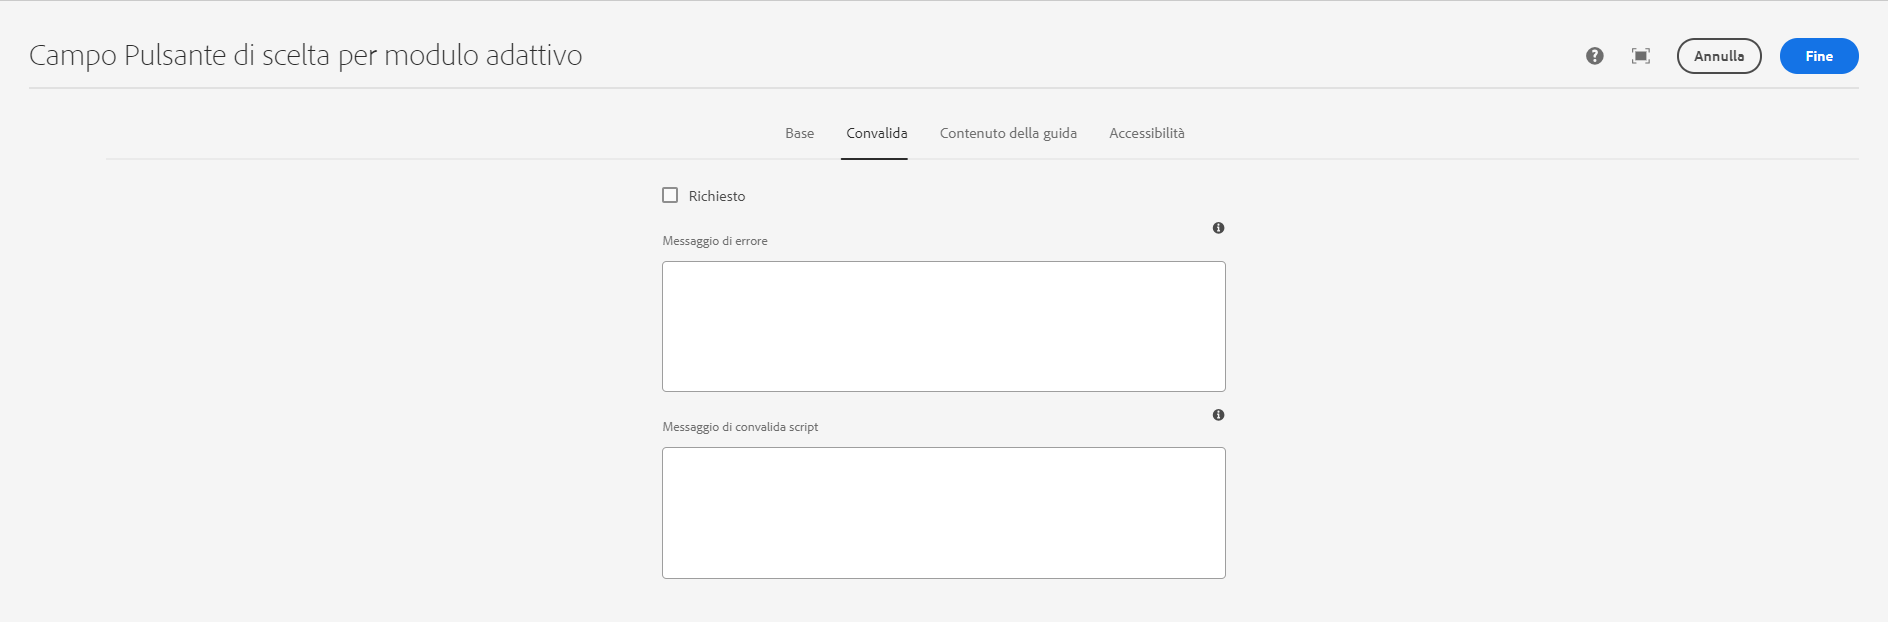 Campo Pulsante di scelta per modulo adattivo
Annulla
Fine
Base
Convalida
Contenuto della guida
Accessibilità
Richiesto
Messaggio di errore
Messaggio di convalida script